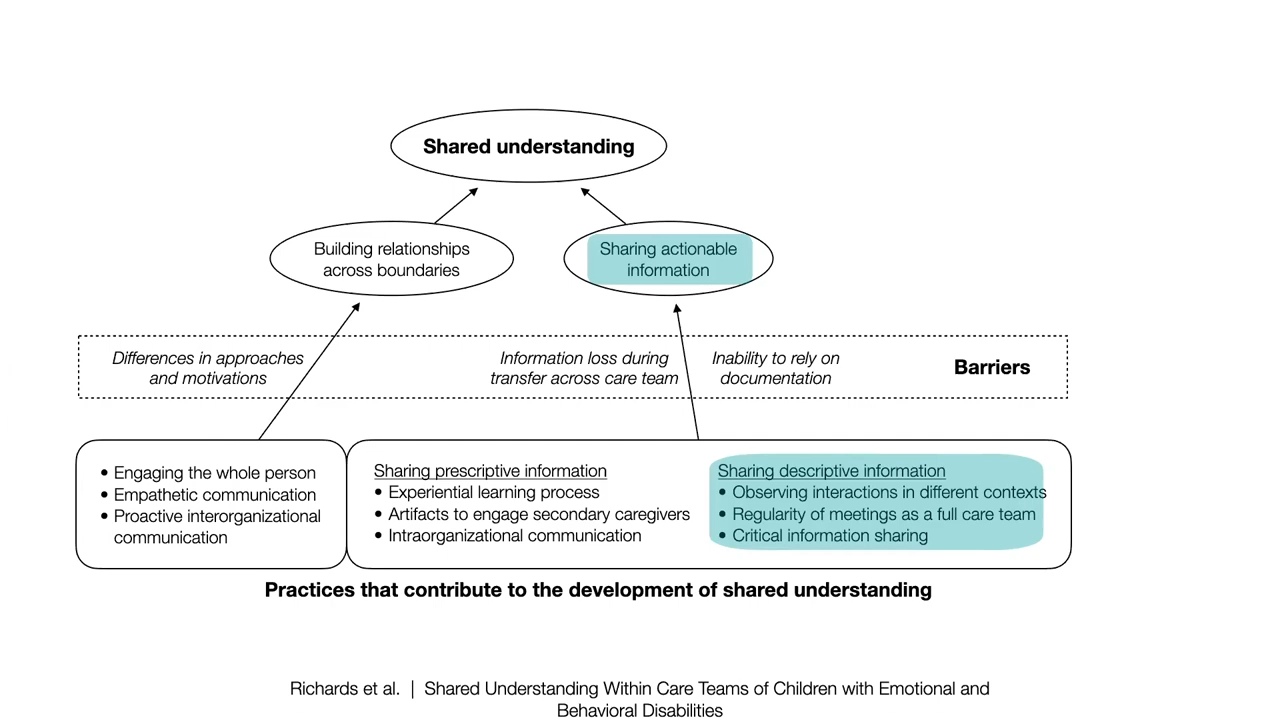 Shared understanding
Building relationships
across boundaries
Sharing actionable
information
Differences in approaches
and motivations
Information loss during
transfer across care team
Inability to rely on
documentation
Barriers
• Engaging the whole person
• Empathetic communication
• Proactive interorganizational
communication
Sharing prescriptive information
• Experiential learning process
• Artifacts to engage secondary caregivers
• Intraorganizational communication
Sharing descriptive information
• Observing interactions in different contexts
• Regularity of meetings as a full care team
• Critical information sharing
Practices that contribute to the development of shared understanding
Richards et al. | Shared Understanding Within Care Teams of Children with Emotional and
Behavioral Disabilities